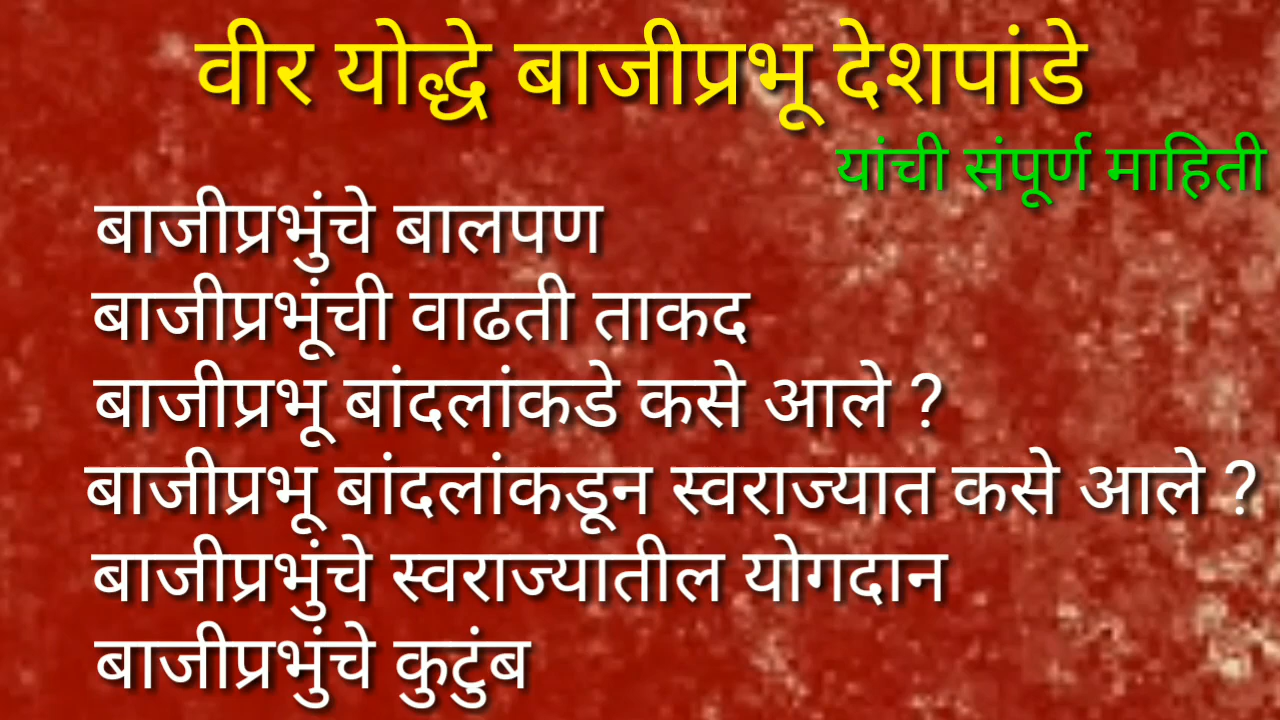 वीर योद्धे बाजीप्रभू देशपांडे
यांची संपूर्ण माहिती
बाजीप्रभुंचे बालपण
बाजीप्रभूंची वाढती ताकद
बाजीप्रभू बांदलांकडे कसे आले ?
बाजीप्रभू बांदलांकडून स्वराज्यात कसे आले ?
बाजीप्रभुंचे स्वराज्यातील योगदान
बाजीप्रभुंचे कुटुंब